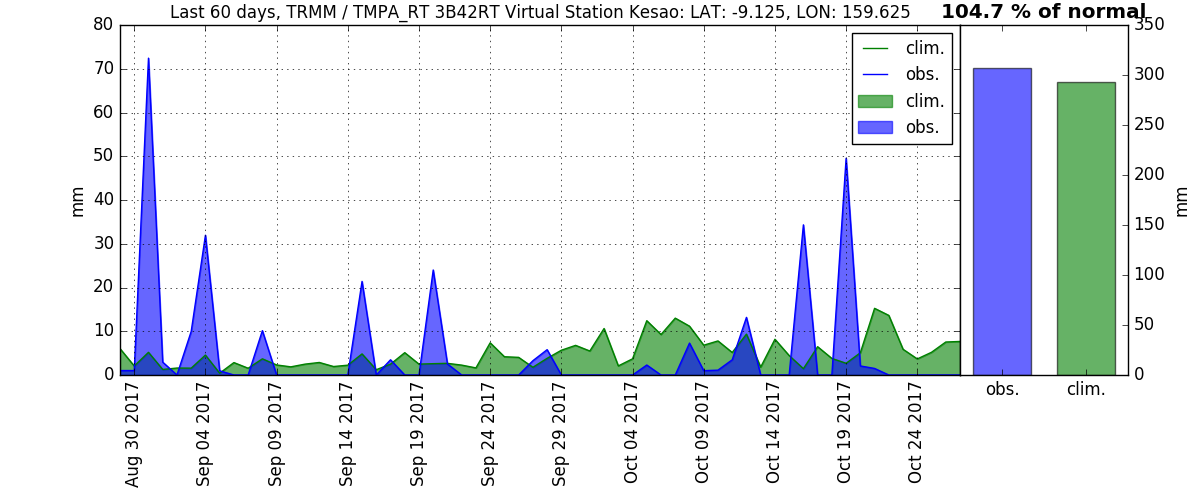 Last 60 days, TRMM / TMPA_RT 3B42RT Virtual Station Kesao: LAT: -9.125, LON: 159.625
104.7 % of normal
80
70
60
50
40
30
20
10
0
mm
clim.
obs.
clim.
obs.
350
300
250
200
150
100
50
0
mm
Aug 30 2017
Sep 04 2017
Sep 09 2017
Sep 14 2017
Sep 19 2017
Sep 24 2017
Sep 29 2017
Oct 04 2017
Oct 09 2017
Oct 14 2017
Oct 19 2017
Oct 24 2017
obs.
clim.